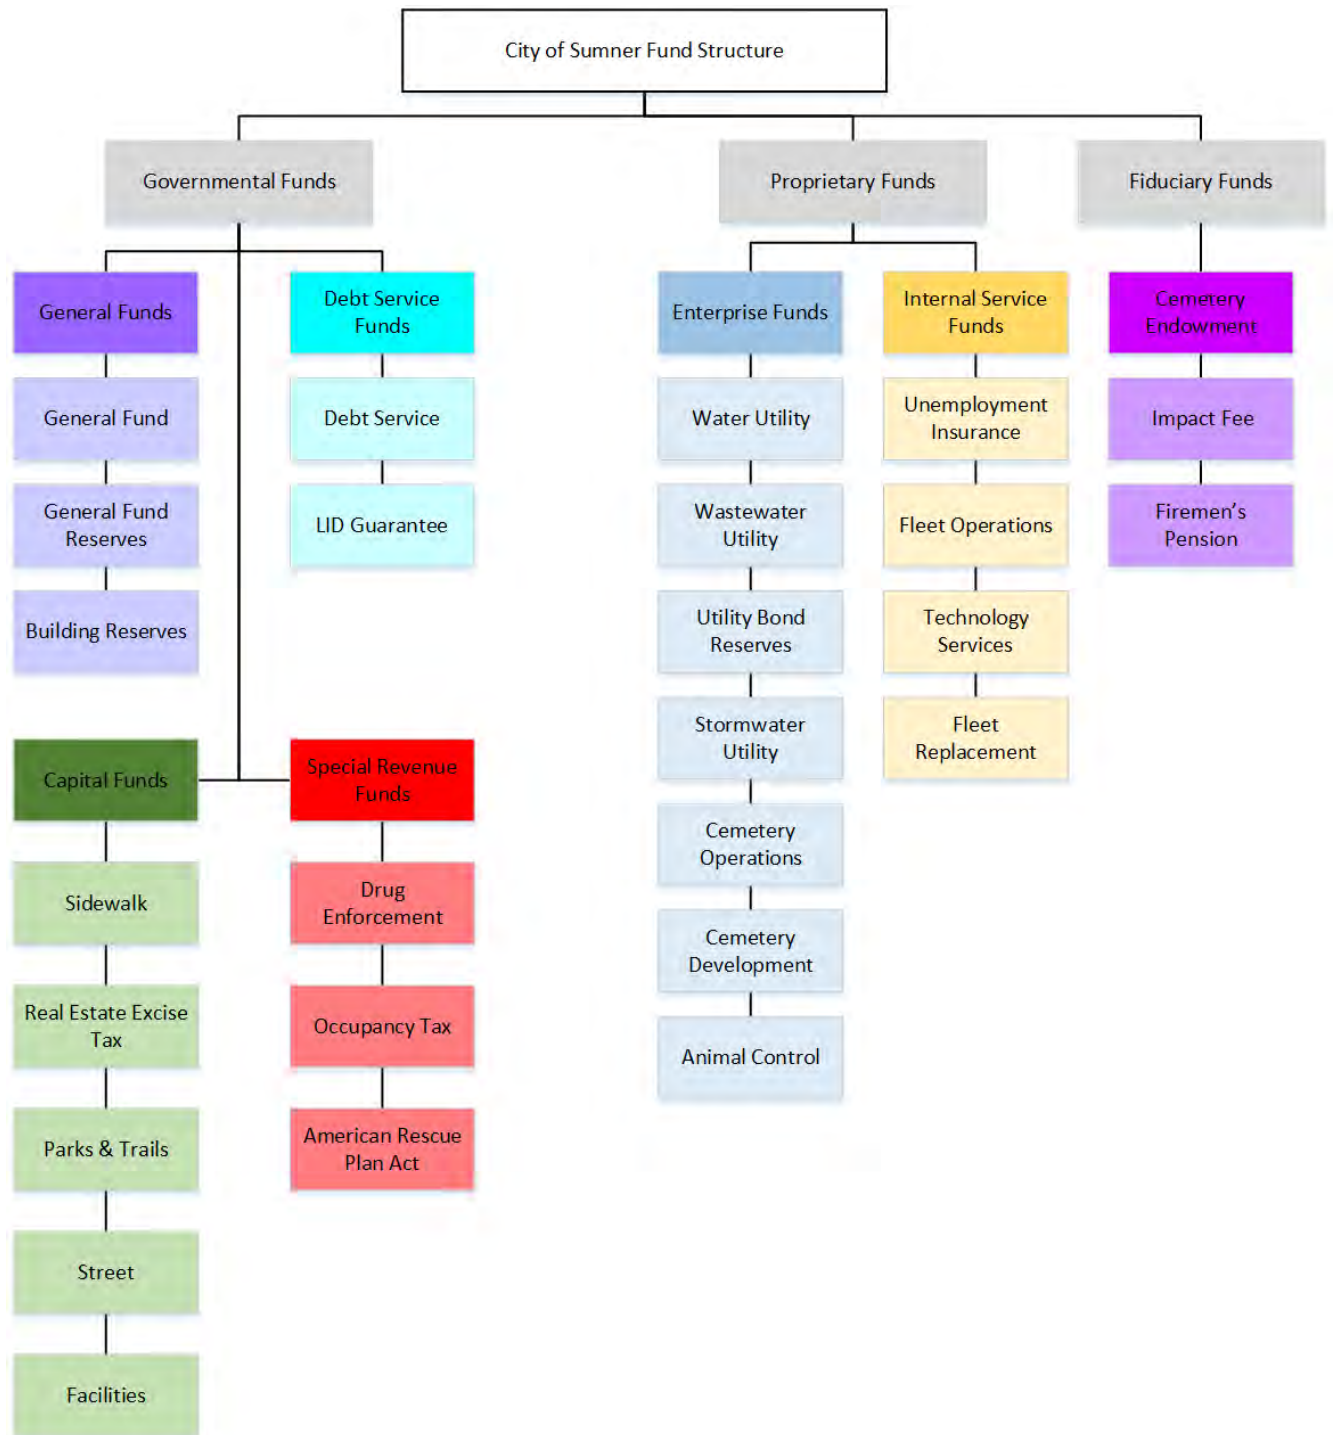 City of Sumner Fund Structure
Governmental Funds
Proprietary Funds
Fiduciary Funds
General Funds
Debt Service
Funds
Enterprise Funds
Internal Service
Funds
Cemetery
Endowment
General Fund
Debt Service
Water Utility
Unemployment
Insurance
Impact Fee
General Fund
Reserves
LID Guarantee
Wastewater
Utility
Fleet Operations
Firemen's
Pension
Building Reserves
Utility Bond
Reserves
Technology
Services
Stormwater
Utility
Fleet
Replacement
Capital Funds
Special Revenue
Funds
Cemetery
Operations
Sidewalk
Drug
Enforcement
Cemetery
Development
Real Estate Excise
Tax
Occupancy Tax
Animal Control
Parks & Trails
American Rescue
Plan Act
Street
Facilities